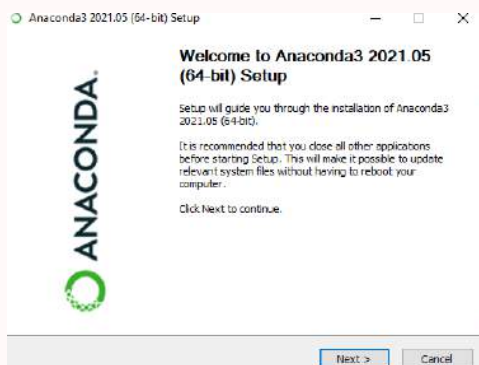 Anaconda3 2021.05 (64-bit) Setup
Welcome to Anaconda3 2021.05
(64-bit) Setup
Setup will guide you through the installation of Anaconda3
2021.05 (64-bit).
It is recommended that you close all other applications
before starting Setup. This will make it possible to update
relevant system files without having to reboot your
computer.
Click Next to continue.
ANACONDA.
Next >
Cancel